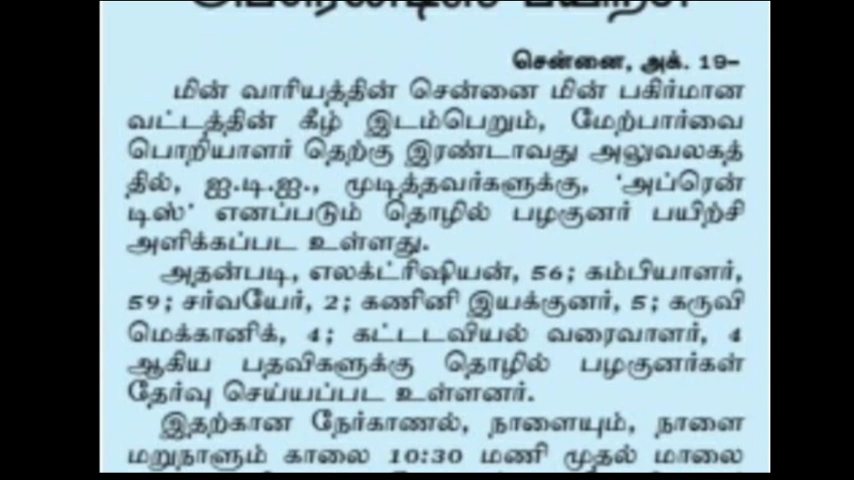 சென்னை, அக். 19–
மின் வாரியத்தின் சென்னை மின் பகிர்மான
வட்டத்தின் கீழ் இடம்பெறும், மேற்பார்வை
பொறியாளர் தெற்கு இரண்டாவது அலுவலகத்
தில், ஐ.டி.ஐ., முடித்தவர்களுக்கு, 'அப்ரென்
டிஸ்' எனப்படும் தொழில் பழகுனர் பயிற்சி
அளிக்கப்பட உள்ளது.
அதன்படி, எலக்ட்ரிஷியன், 56; கம்பியாளர்,
59; சர்வயேர், 2; கணினி இயக்குனர், 5; கருவி
மெக்கானிக், 4; கட்டடவியல் வரைவாளர், 4
ஆகிய பதவிகளுக்கு தொழில் பழகுனர்கள்
தேர்வு செய்யப்பட உள்ளனர்.
இதற்கான நேர்காணல், நாளையும், நாளை
மறுநாளும் காலை 10:30 மணி முதல் மாலை